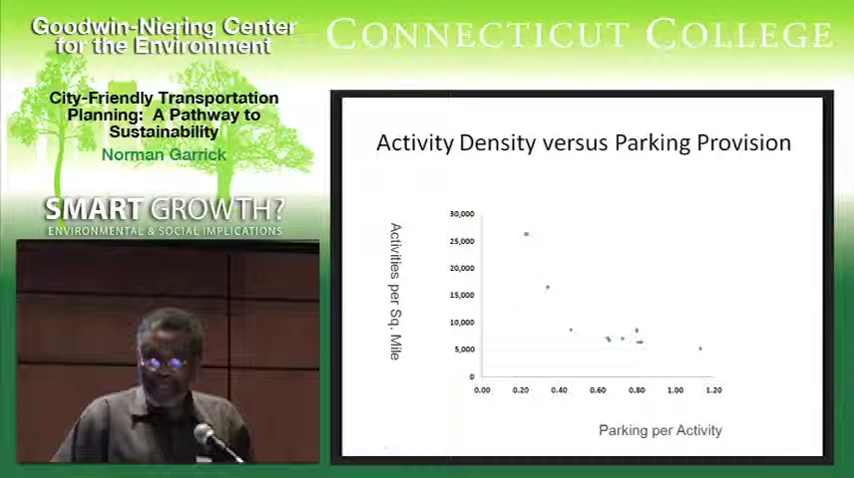 Goodwin-Niering Center
for the Environment
CONNECTICUT COLLEGE
City-Friendly Transportation
Planning: A Pathway to
Sustainability
Norman Garrick
SMART GROWTH?
ENVIRONMENTAL & SOCIAL IMPLICATIONS
Activity Density versus Parking Provision
Activities per Sq. Mile
30,000
25,000
20,000
15,000
10,000
5,000
0
0.00 0.20 0.40 0.60 0.80 1.00 1.20
Parking per Activity